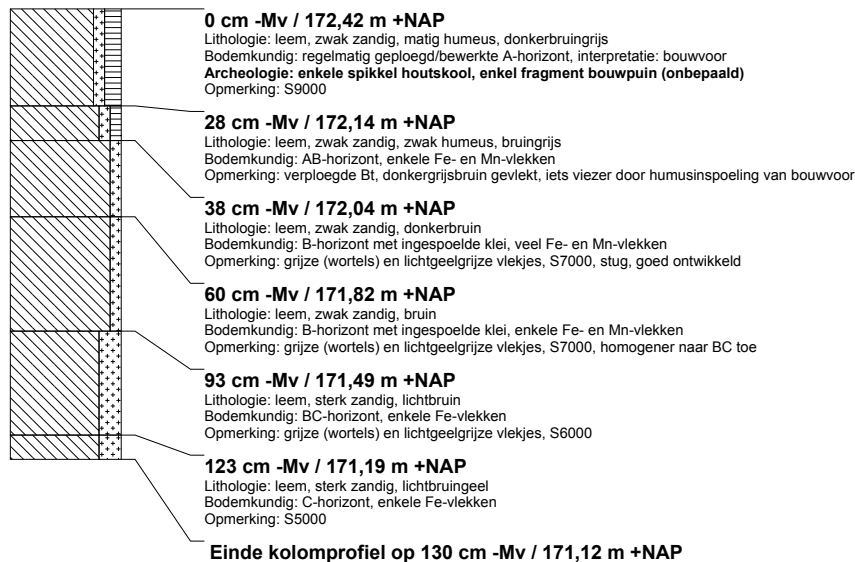 0 cm -Mv / 172,42 m +NAP
Lithologie: leem, zwak zandig, matig humeus, donkerbruingrijs
Bodemkundig: regelmatig geploegd/bewerkte A-horizont, interpretatie: bouwvoor
Archeologie: enkele spikkel houtskool, enkel fragment bouwpuin (onbepaald)
Opmerking: S9000
28 cm -Mv / 172,14 m +NAP
Lithologie: leem, zwak zandig, zwak humeus, bruingrijs
Bodemkundig: AB-horizont, enkele Fe- en Mn-vlekken
Opmerking: verploegde Bt, donkergrijsbruin gevlekt, iets viezer door humusinspoeling van bouwvoor
38 cm -Mv / 172,04 m +NAP
Lithologie: leem, zwak zandig, donkerbruin
Bodemkundig: B-horizont met ingespoelde klei, veel Fe- en Mn-vlekken
Opmerking: grijze (wortels) en lichtgeelgrijze vlekjes, S7000, stug, goed ontwikkeld
60 cm -Mv / 171,82 m +NAP
Lithologie: leem, zwak zandig, bruin
Bodemkundig: B-horizont met ingespoelde klei, enkele Fe- en Mn-vlekken
Opmerking: grijze (wortels) en lichtgeelgrijze vlekjes, S7000, homogener naar BC toe
93 cm -Mv / 171,49 m +NAP
Lithologie: leem, sterk zandig, lichtbruin
Bodemkundig: BC-horizont, enkele Fe-vlekken
Opmerking: grijze (wortels) en lichtgeelgrijze vlekjes, S6000
123 cm -Mv / 171,19 m +NAP
Lithologie: leem, sterk zandig, lichtbruingeel
Bodemkundig: C-horizont, enkele Fe-vlekken
Opmerking: S5000
Einde kolomprofiel op 130 cm -Mv / 171,12 m +NAP